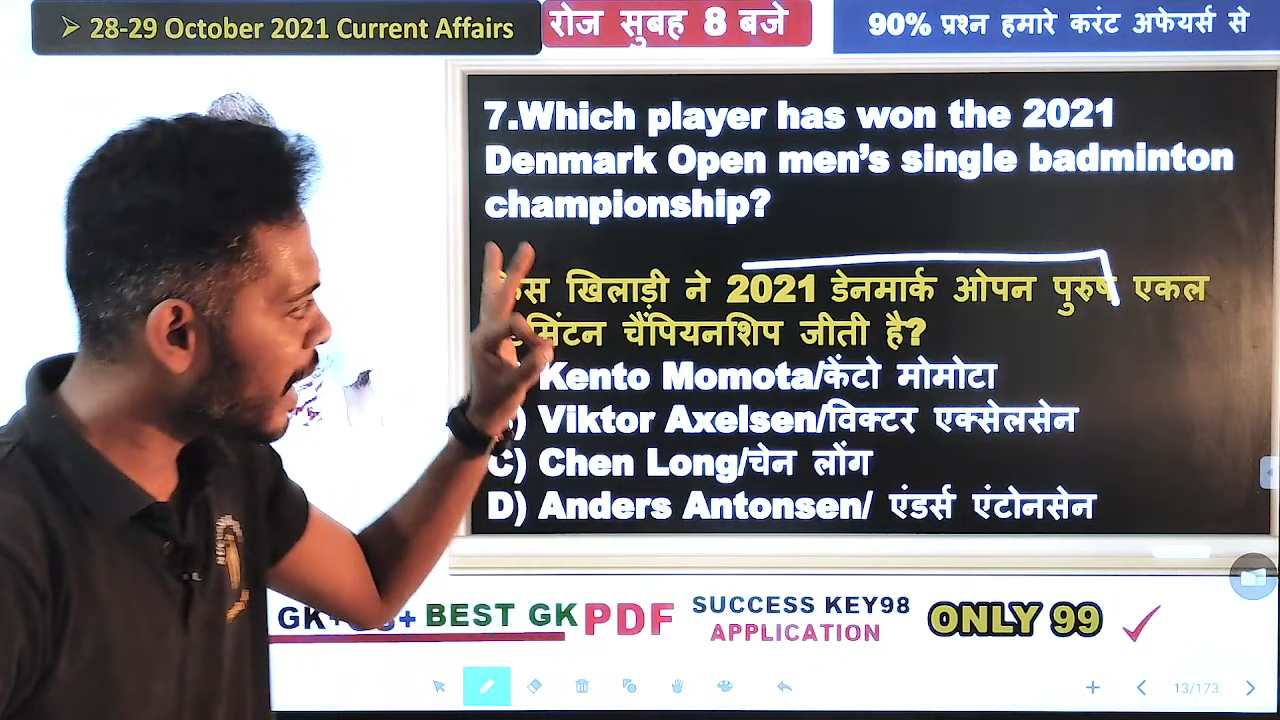 ➢ 28-29 October 2021 Current Affairs
रोज सुबह 8 बजे
90% प्रश्न हमारे करंट अफेयर्स से
7.Which player has won the 2021
Denmark Open men’s single badminton
championship?
खिलाड़ी ने 2021 डेनमार्क ओपन पुरुष एकल
चैंपियनशिप जीती है?
Kento Momota/केंटो मोमोटा
Viktor Axelsen/विक्टर एक्सेलसेन
C) Chen Long/चेन लोंग
D) Anders Antonsen/ एंडर्स एंटोनसेन
BEST GK PDF
SUCCESS KEY98
APPLICATION
ONLY 99
13/173